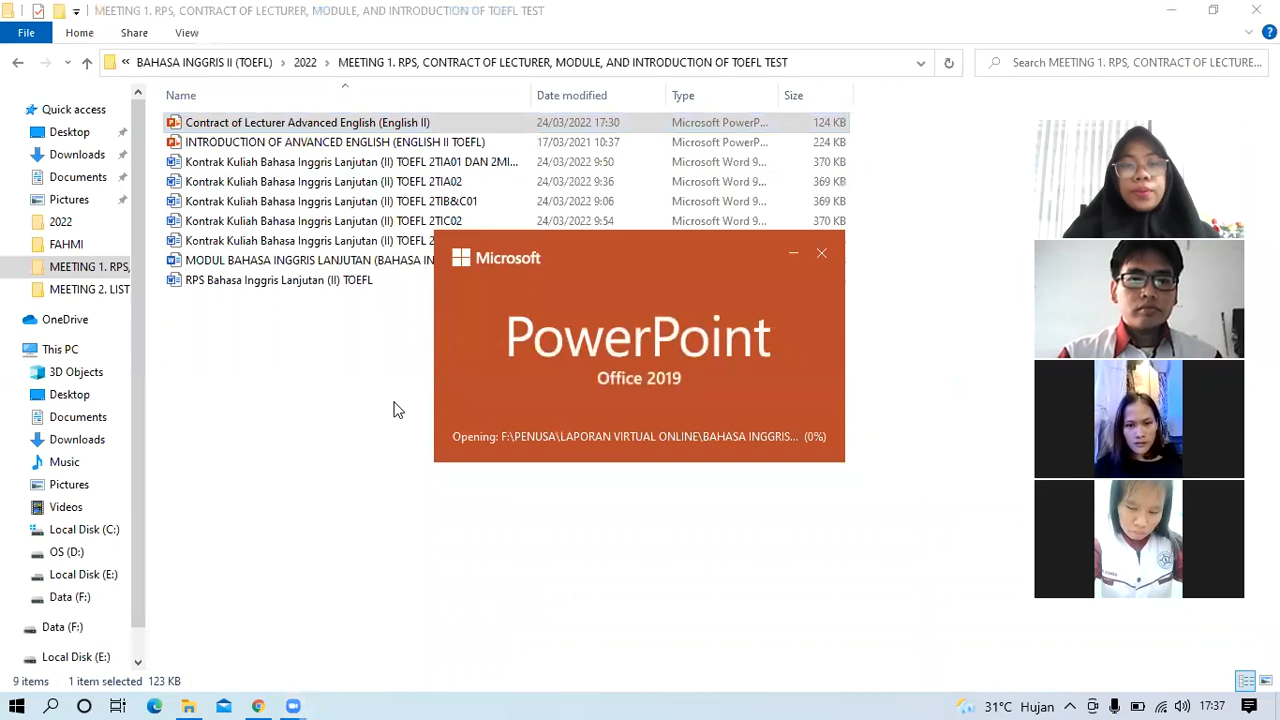 MEETING 1. RPS, CONTRACT OF LECTURER, MODULE, AND INTRODUCTION OF TOEFL TEST
File Home Share View
BAHASA INGGRIS II (TOEFL) 2022 MEETING 1. RPS, CONTRACT OF LECTURER, MODULE, AND INTRODUCTION OF TOEFL TEST
Search MEETING 1. RPS, CONTRACT OF LECTURE...
Name Date modified Type Size
Quick access
Desktop
Downloads
Documents
Pictures
2022
FAHMI
MEETING 1. RPS,
MEETING 2. LIST
OneDrive
This PC
3D Objects
Desktop
Documents
Downloads
Music
Pictures
Videos
Local Disk (C:)
OS (D:)
Local Disk (E:)
Data (F:)
Data (F:)
Local Disk (E:)
Contract of Lecturer Advanced English (English II) 24/03/2022 17:30 Microsoft PowerP... 124 KB
INTRODUCTION OF ANVANCED ENGLISH (ENGLISH II TOEFL) 17/03/2021 10:37 Microsoft PowerP... 224 KB
Kontrak Kuliah Bahasa Inggris Lanjutan (II) TOEFL 2TIA01 DAN 2MI... 24/03/2022 9:50 Microsoft Word 9... 370 KB
Kontrak Kuliah Bahasa Inggris Lanjutan (II) TOEFL 2TIA02 24/03/2022 9:36 Microsoft Word 9... 369 KB
Kontrak Kuliah Bahasa Inggris Lanjutan (II) TOEFL 2TIB&C01 24/03/2022 9:06 Microsoft Word 9... 369 KB
Kontrak Kuliah Bahasa Inggris Lanjutan (II) TOEFL 2TIC02 24/03/2022 9:54 Microsoft Word 9... 370 KB
Kontrak Kuliah Bahasa Inggris Lanjutan (II) TOEFL 2
MODUL BAHASA INGGRIS LANJUTAN (BAHASA IN
RPS Bahasa Inggris Lanjutan (II) TOEFL
Microsoft
PowerPoint
Office 2019
Opening: F:\PENUSA\LAPORAN VIRTUAL ONLINE\BAHASA INGGRIS... (0%)
9 items 1 item selected 123 KB
31°C Hujan 17:37